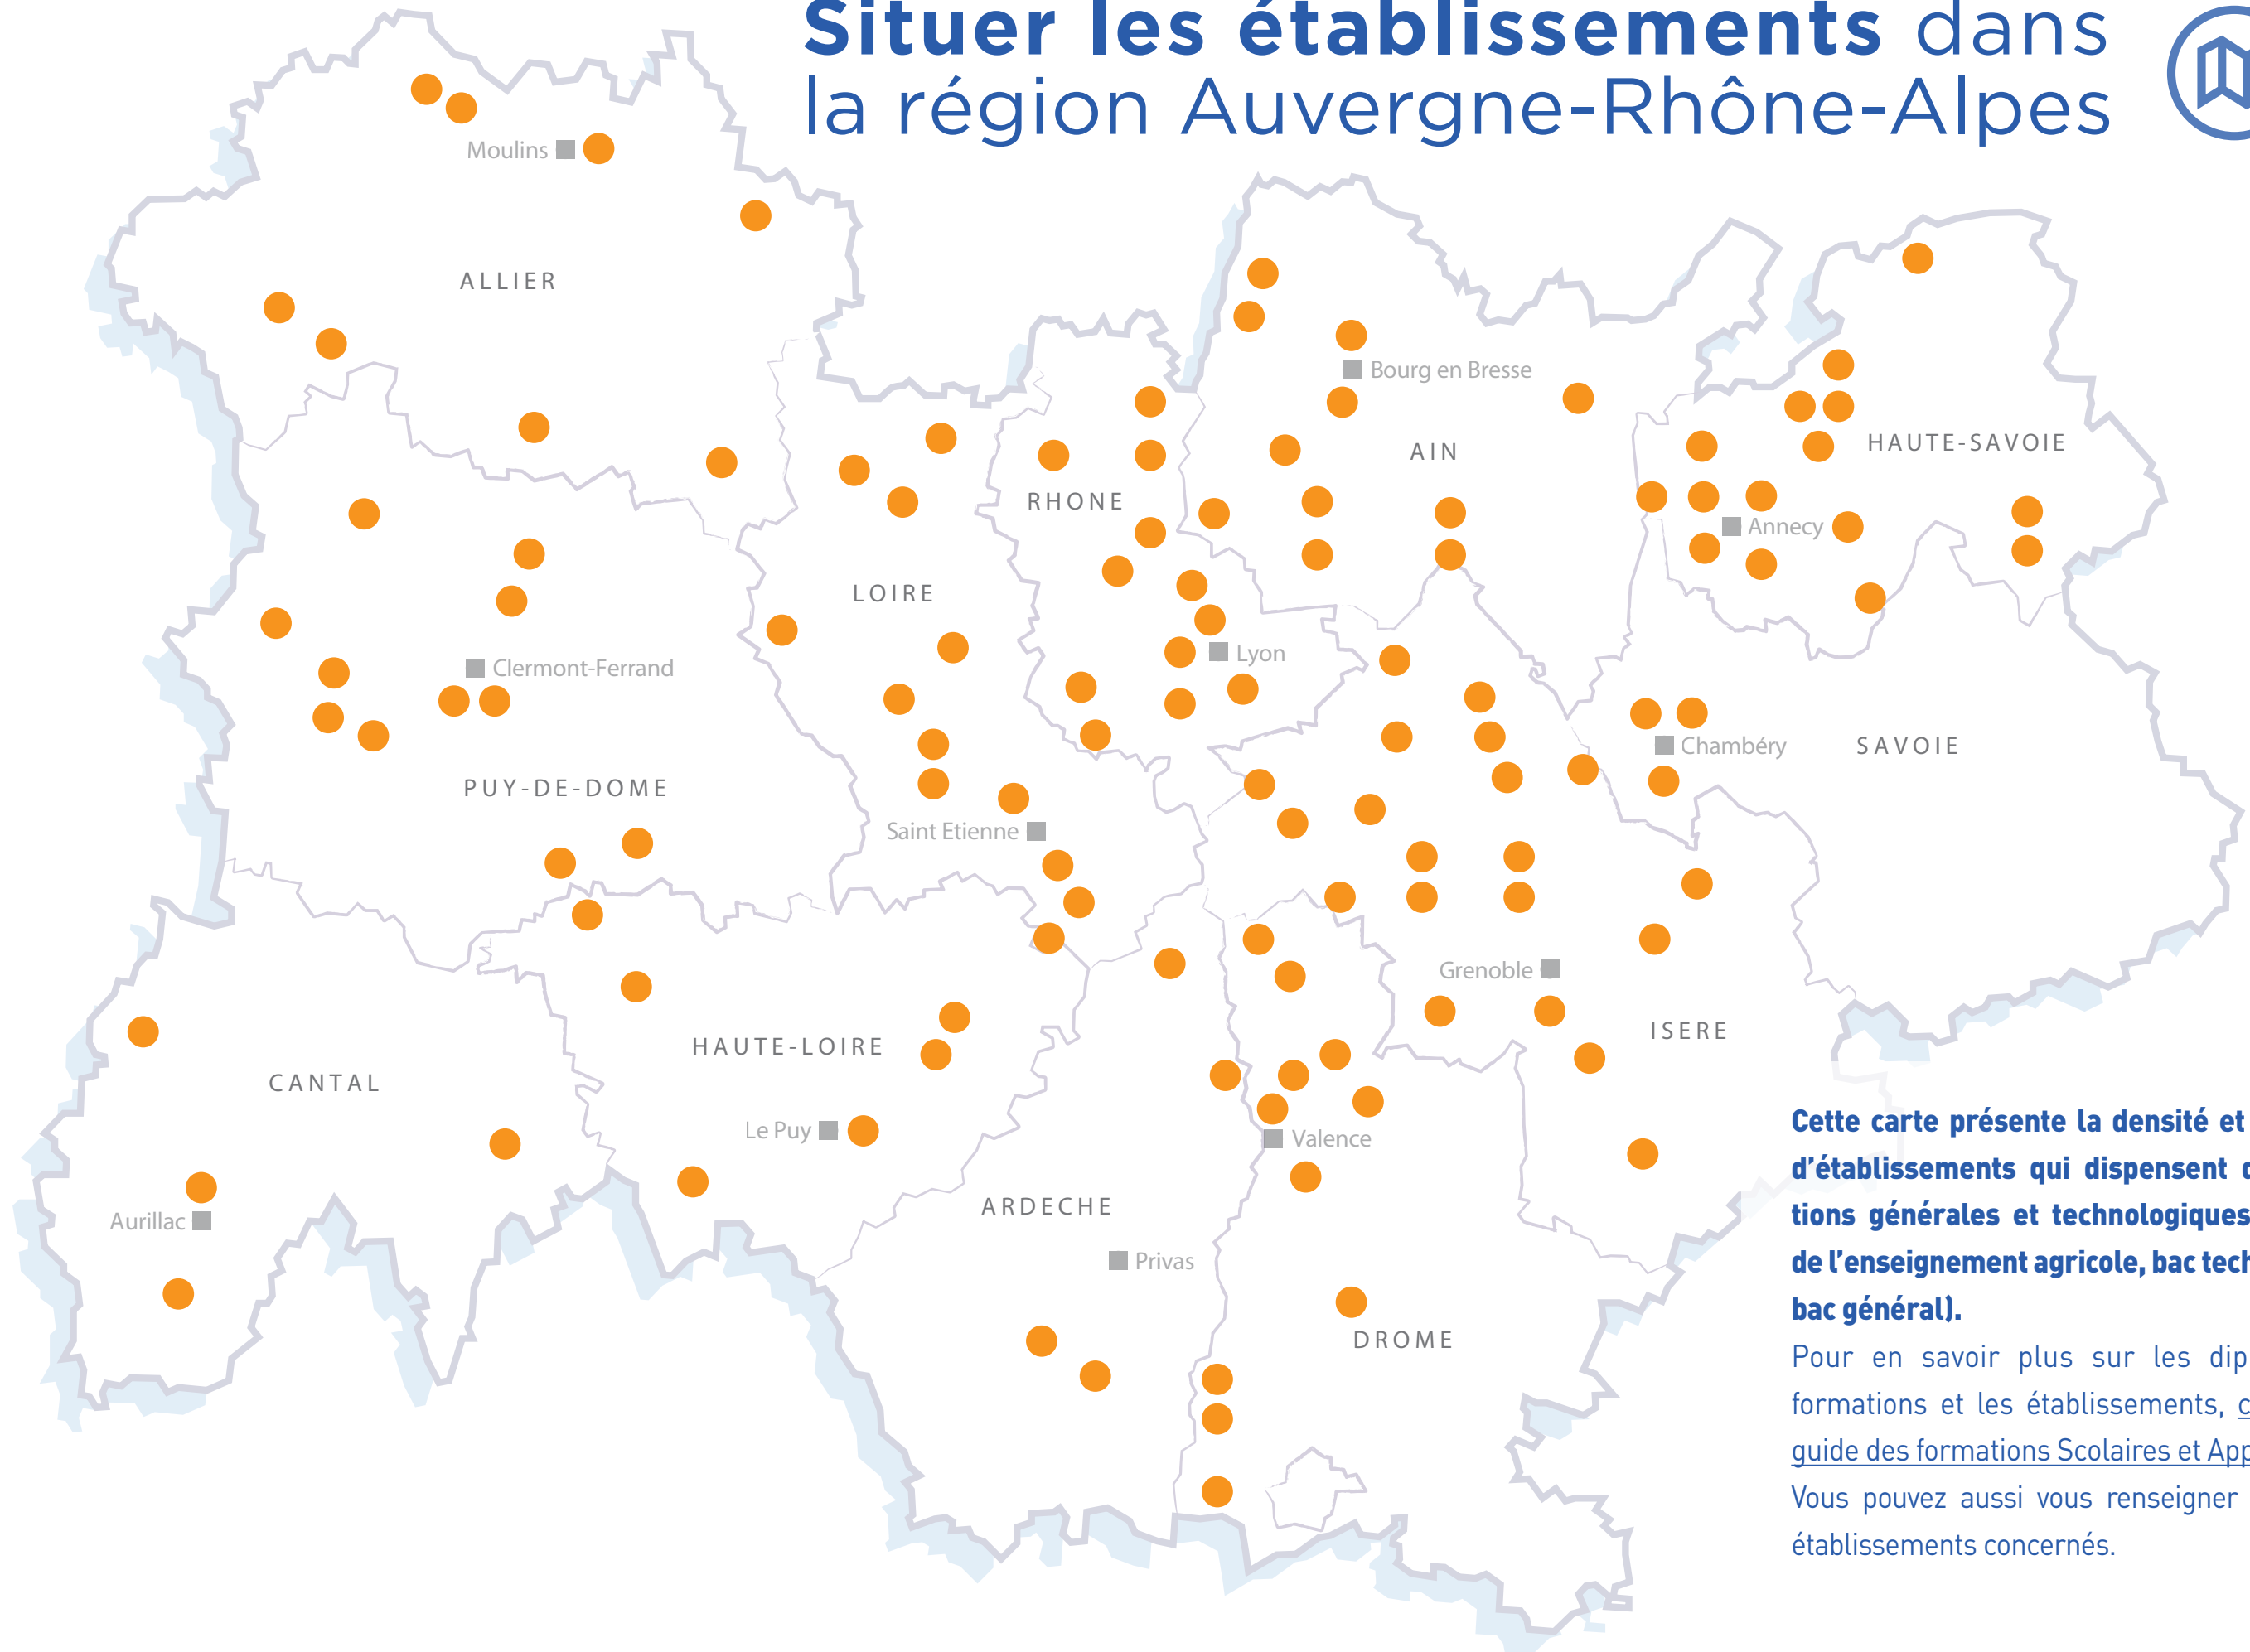 Situer les établissements dans
la région Auvergne-Rhône-Alpes
Moulins
ALLIER
Bourg en Bresse
HAUTE-SAVOIE
AIN
RHONE
Annecy
LOIRE
Lyon
Clermont-Ferrand
Chambéry
SAVOIE
PUY-DE-DOME
Saint Etienne
Grenoble
ISERE
HAUTE-LOIRE
CANTAL
Le Puy
Valence
ARDECHE
Aurillac
Privas
DROME
Cette carte présente la densité et
d'établissements qui dispensent
tions générales et technologiques
de l'enseignement agricole, bac
bac général).
Pour en savoir plus sur les
formations et les établissements,
guide des formations Scolaires et
Vous pouvez aussi vous renseigner
établissements concernés.